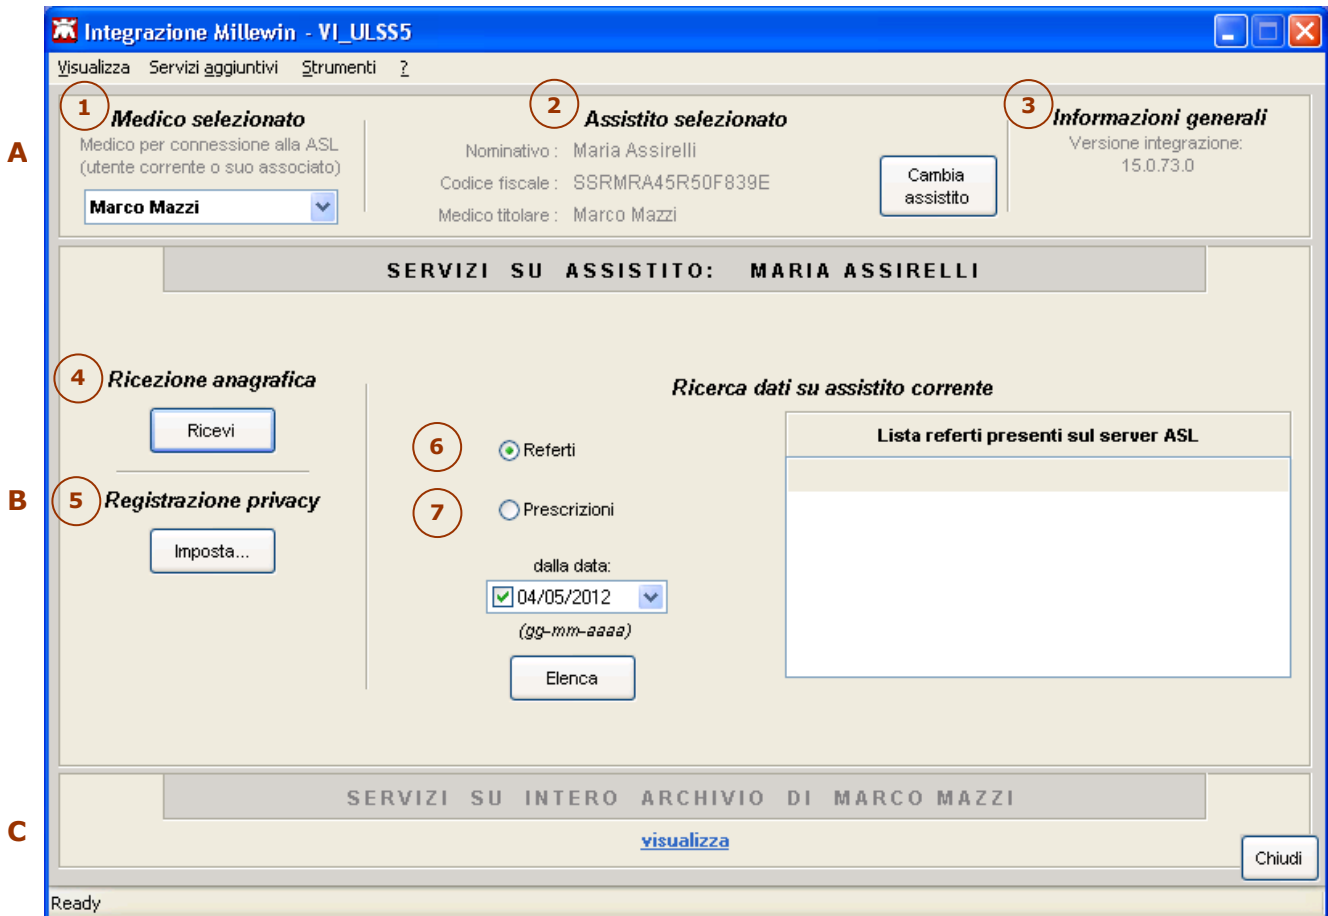 Integrazione Millewin - VI_ULSS5
Visualizza Servizi aggiuntivi Strumenti ?
A
1
Medico selezionato
Medico per connessione alla ASL
(utente corrente o suo associato)
Marco Mazzi
2
Assistito selezionato
Nominativo : Maria Assirelli
Codice fiscale : SSRMRA45R50F839E
Medico titolare : Marco Mazzi
Cambia
assistito
3
Informazioni generali
Versione integrazione:
15.0.73.0
SERVIZI SU ASSISTITO: MARIA ASSIRELLI
B
4
Ricezione anagrafica
Ricevi
5
Registrazione privacy
Imposta...
Ricerca dati su assistito corrente
6
Referti
7
Prescrizioni
dalla data:
04/05/2012
(gg-mm-aaaa)
Elenca
Lista referti presenti sul server ASL
C
SERVIZI SU INTERO ARCHIVIO DI MARCO MAZZI
visualizza
Chiudi
Ready